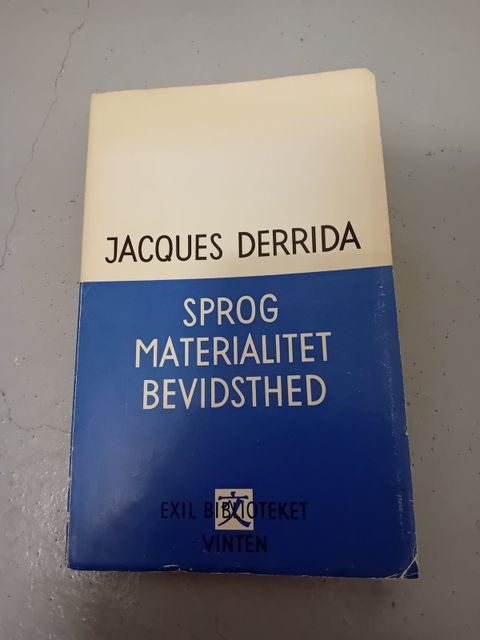 JACQUES DERRIDA
SPROG
MATERIALITET
BEVIDSTHED
EXIL BIBLIOTEKET
VINTEN